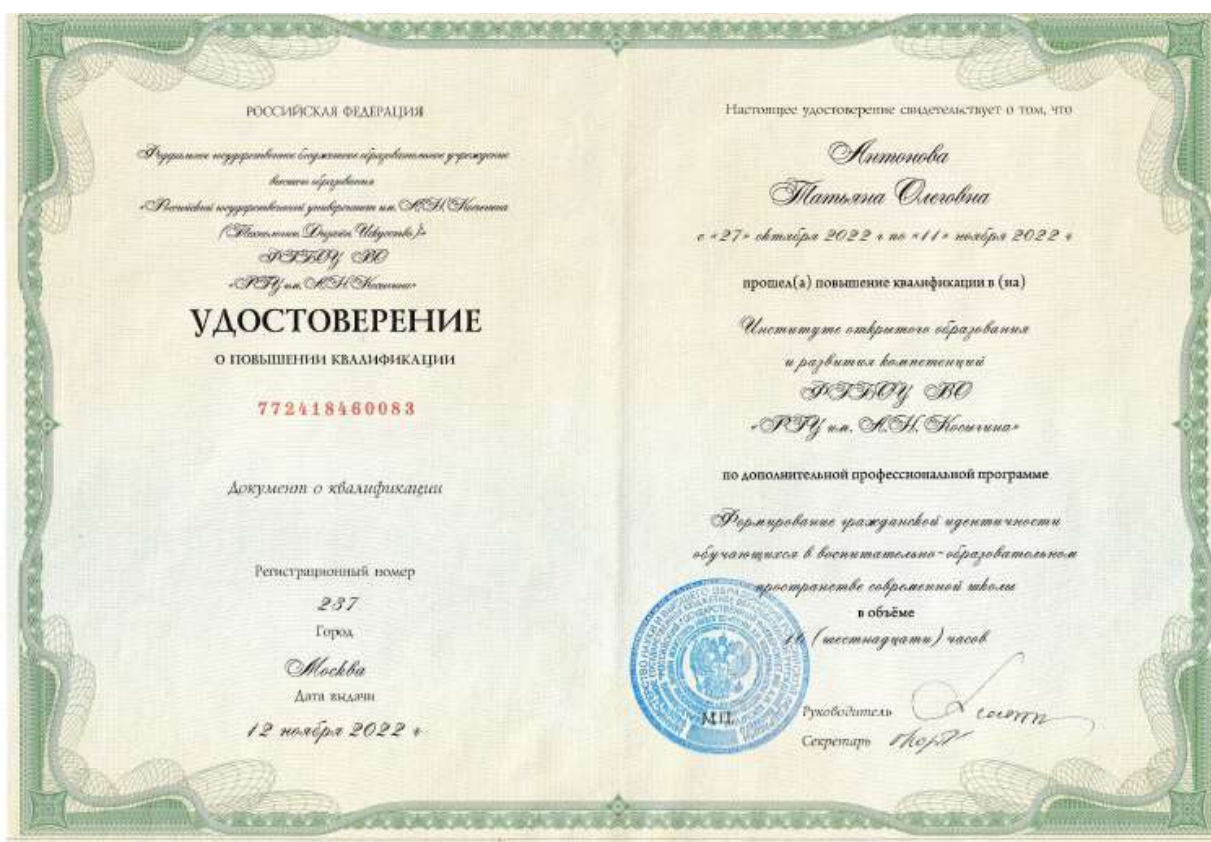 РОССИЙСКАЯ ФЕДЕРАЦИЯ
Федеральное государственное бюджетное образовательное учреждение
высшего образования
«Российский государственный университет им. А.Н. Косыгина
(Технологии. Дизайн. Искусство)»
ФГБОУ ВО
«РГУ им. А.Н. Косыгина»
УДОСТОВЕРЕНИЕ
О ПОВЫШЕНИИ КВАЛИФИКАЦИИ
772418460083
Документ о квалификации
Регистрационный номер
237
Город
Москва
Дата выдачи
12 ноября 2022 г
Настоящее удостоверение свидетельствует о том, что
Антонова
Татьяна Олеговна
с «27» октября 2022 г по «11» ноября 2022 г
прошел(а) повышение квалификации в (на)
Институте открытого образования
и развития компетенций
ФГБОУ ВО
«РГУ им. А.Н. Косыгина»
по дополнительной профессиональной программе
Формирование гражданской идентичности
обучающихся в воспитательно-образовательном
пространстве современной школы
в объёме
16 (шестнадцати) часов
М.П.
Руководитель
Секретарь